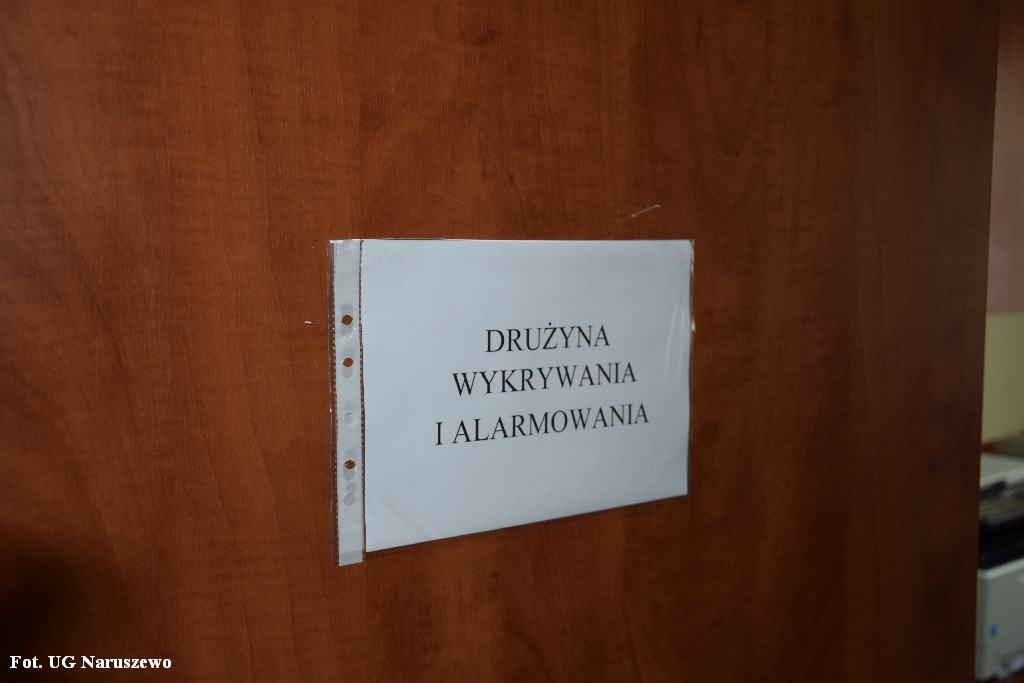 DRUŻYNA
WYKRYWANIA
I ALARMOWANIA
Fot. UG Naruszewo